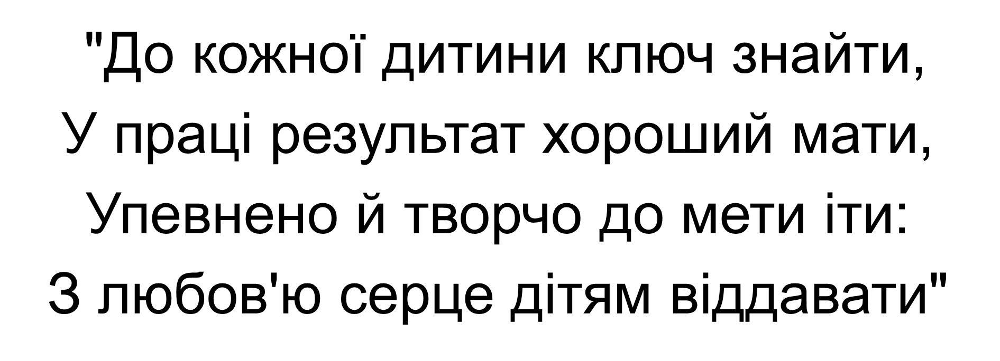 "До кожної дитини ключ знайти,
У праці результат хороший мати,
Упевнено й творчо до мети іти:
З любов'ю серце дітям віддавати"